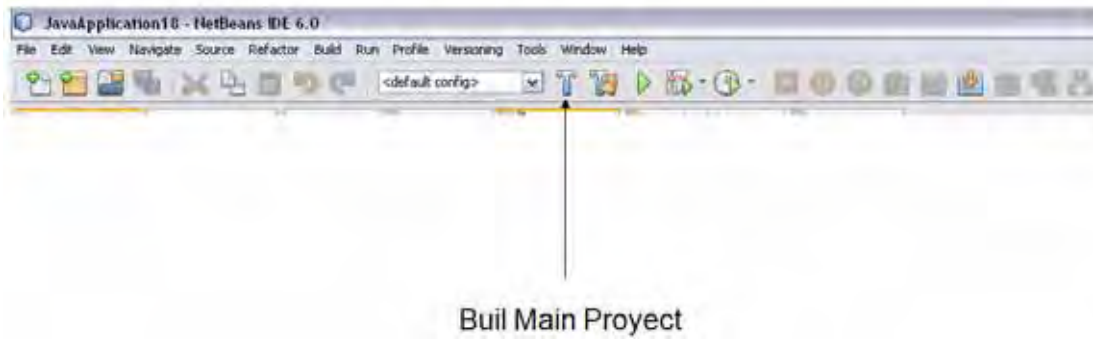 JavaApplication18 - NetBeans IDE 6.0
File Edit View Navigate Source Refactor Build Run Profile Versioning Tools Window Help
<default config>
Buil Main Proyect